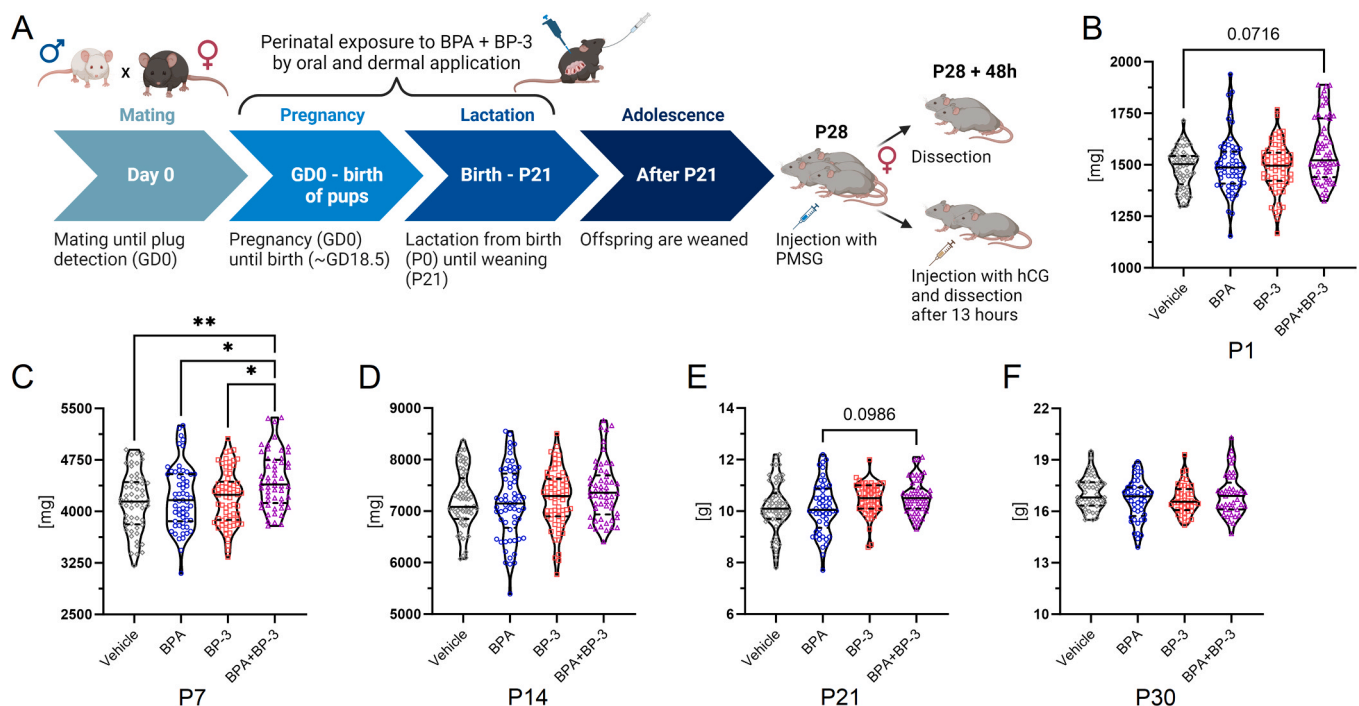 A
♂
x
♀
Perinatal exposure to BPA + BP-3
by oral and dermal application
Mating
Pregnancy
Lactation
Adolescence
Day 0
GD0 - birth
of pups
Birth - P21
After P21
Mating until plug
detection (GD0)
Pregnancy (GD0)
until birth (~GD18.5)
Lactation from birth
(P0) until weaning
(P21)
Offspring are weaned
P28
♀
Injection with
PMSG
P28 + 48h
Dissection
Injection with hCG
and dissection
after 13 hours
B
0.0716
[mg]
2000
1750
1500
1250
1000
Vehicle
BPA
BP-3
BPA+BP-3
P1
C
**
*
*
[mg]
5500
4750
4000
3250
2500
Vehicle
BPA
BP-3
BPA+BP-3
P7
D
[mg]
9000
8000
7000
6000
5000
Vehicle
BPA
BP-3
BPA+BP-3
P14
E
0.0986
[g]
14
12
10
8
6
Vehicle
BPA
BP-3
BPA+BP-3
P21
F
[g]
22
19
16
13
10
Vehicle
BPA
BP-3
BPA+BP-3
P30